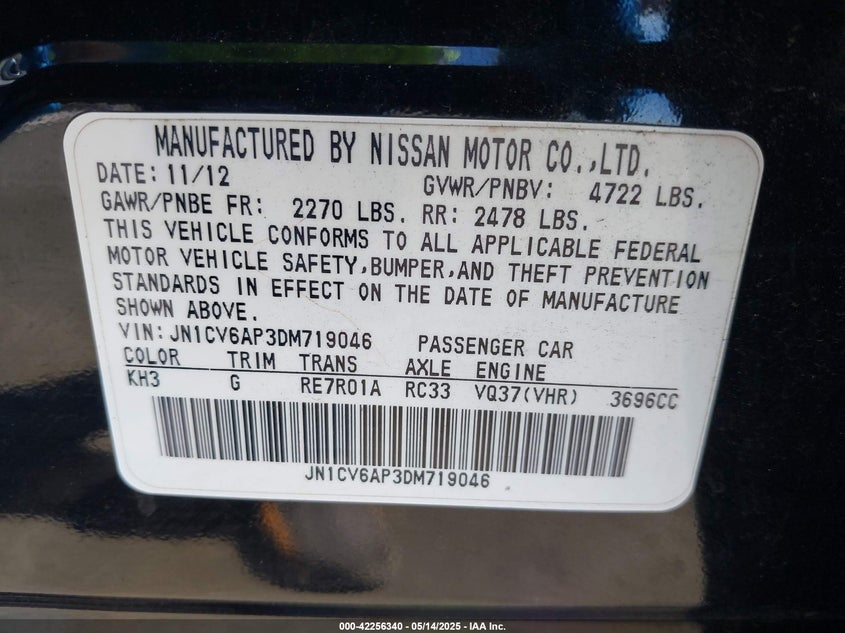 MANUFACTURED BY NISSAN MOTOR CO.,LTD.
DATE: 11/12 GVWR/PNBV: 4722 LBS.
GAWR/PNBE FR: 2270 LBS. RR: 2478 LBS.
THIS VEHICLE CONFORMS TO ALL APPLICABLE FEDERAL
MOTOR VEHICLE SAFETY,BUMPER,AND THEFT PREVENTION
STANDARDS IN EFFECT ON THE DATE OF MANUFACTURE
SHOWN ABOVE.
VIN: JN1CV6AP3DM719046 PASSENGER CAR
COLOR TRIM TRANS AXLE ENGINE
KH3 G RE7R01A RC33 VQ37(VHR) 3696CC
JN1CV6AP3DM719046
000-42256340 - 05/14/2025 - IAA Inc.